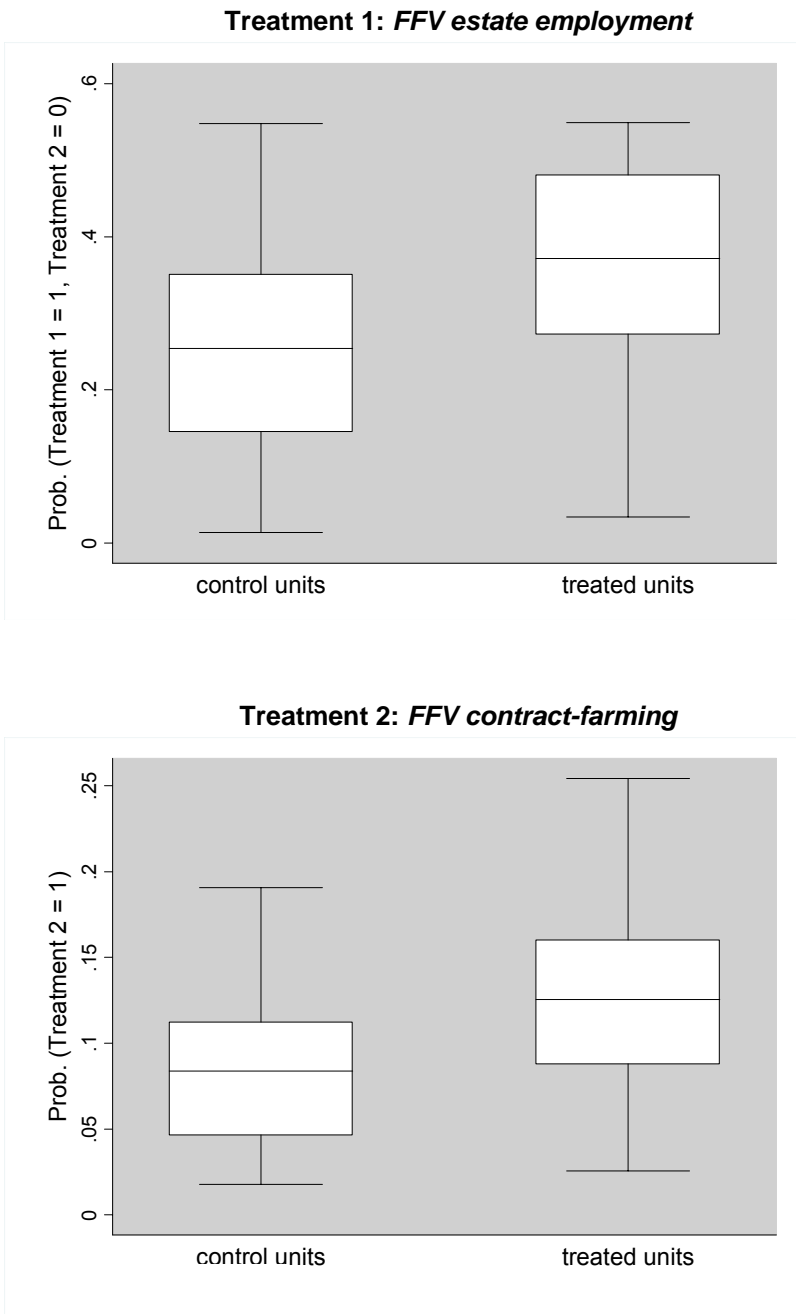 Treatment 1: FFV estate employment
Prob. (Treatment 1 = 1, Treatment 2 = 0)
.6
.4
.2
0
control units treated units
Treatment 2: FFV contract-farming
Prob. (Treatment 2 = 1)
.25
.2
.15
.1
.05
0
control units treated units